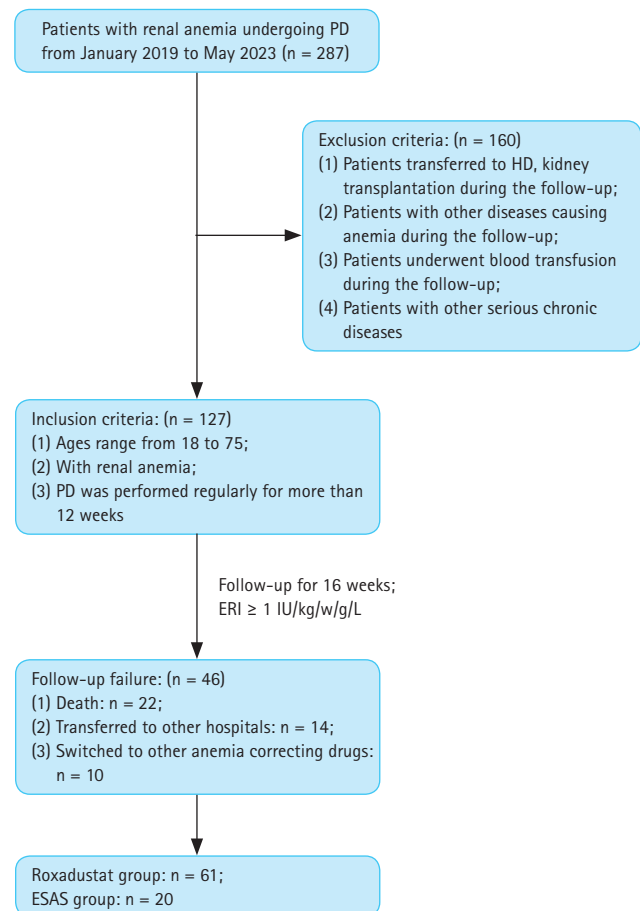 Patients with renal anemia undergoing PD
from January 2019 to May 2023 (n = 287)
Exclusion criteria: (n = 160)
(1) Patients transferred to HD, kidney
transplantation during the follow-up;
(2) Patients with other diseases causing
anemia during the follow-up;
(3) Patients underwent blood transfusion
during the follow-up;
(4) Patients with other serious chronic
diseases
Inclusion criteria: (n = 127)
(1) Ages range from 18 to 75;
(2) With renal anemia;
(3) PD was performed regularly for more than
12 weeks
Follow-up for 16 weeks;
ERI ≥ 1 IU/kg/w/g/L
Follow-up failure: (n = 46)
(1) Death: n = 22;
(2) Transferred to other hospitals: n = 14;
(3) Switched to other anemia correcting drugs:
n = 10
Roxadustat group: n = 61;
ESAS group: n = 20